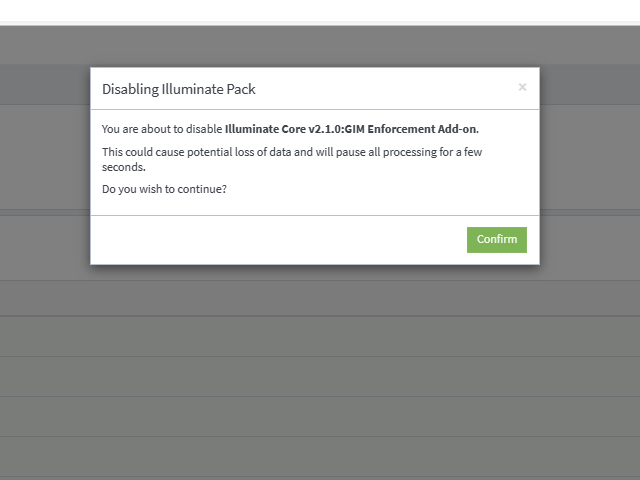 Disabling Illuminate Pack
×
You are about to disable Illuminate Core v2.1.0:GIM Enforcement Add-on.
This could cause potential loss of data and will pause all processing for a few
seconds.
Do you wish to continue?
Confirm